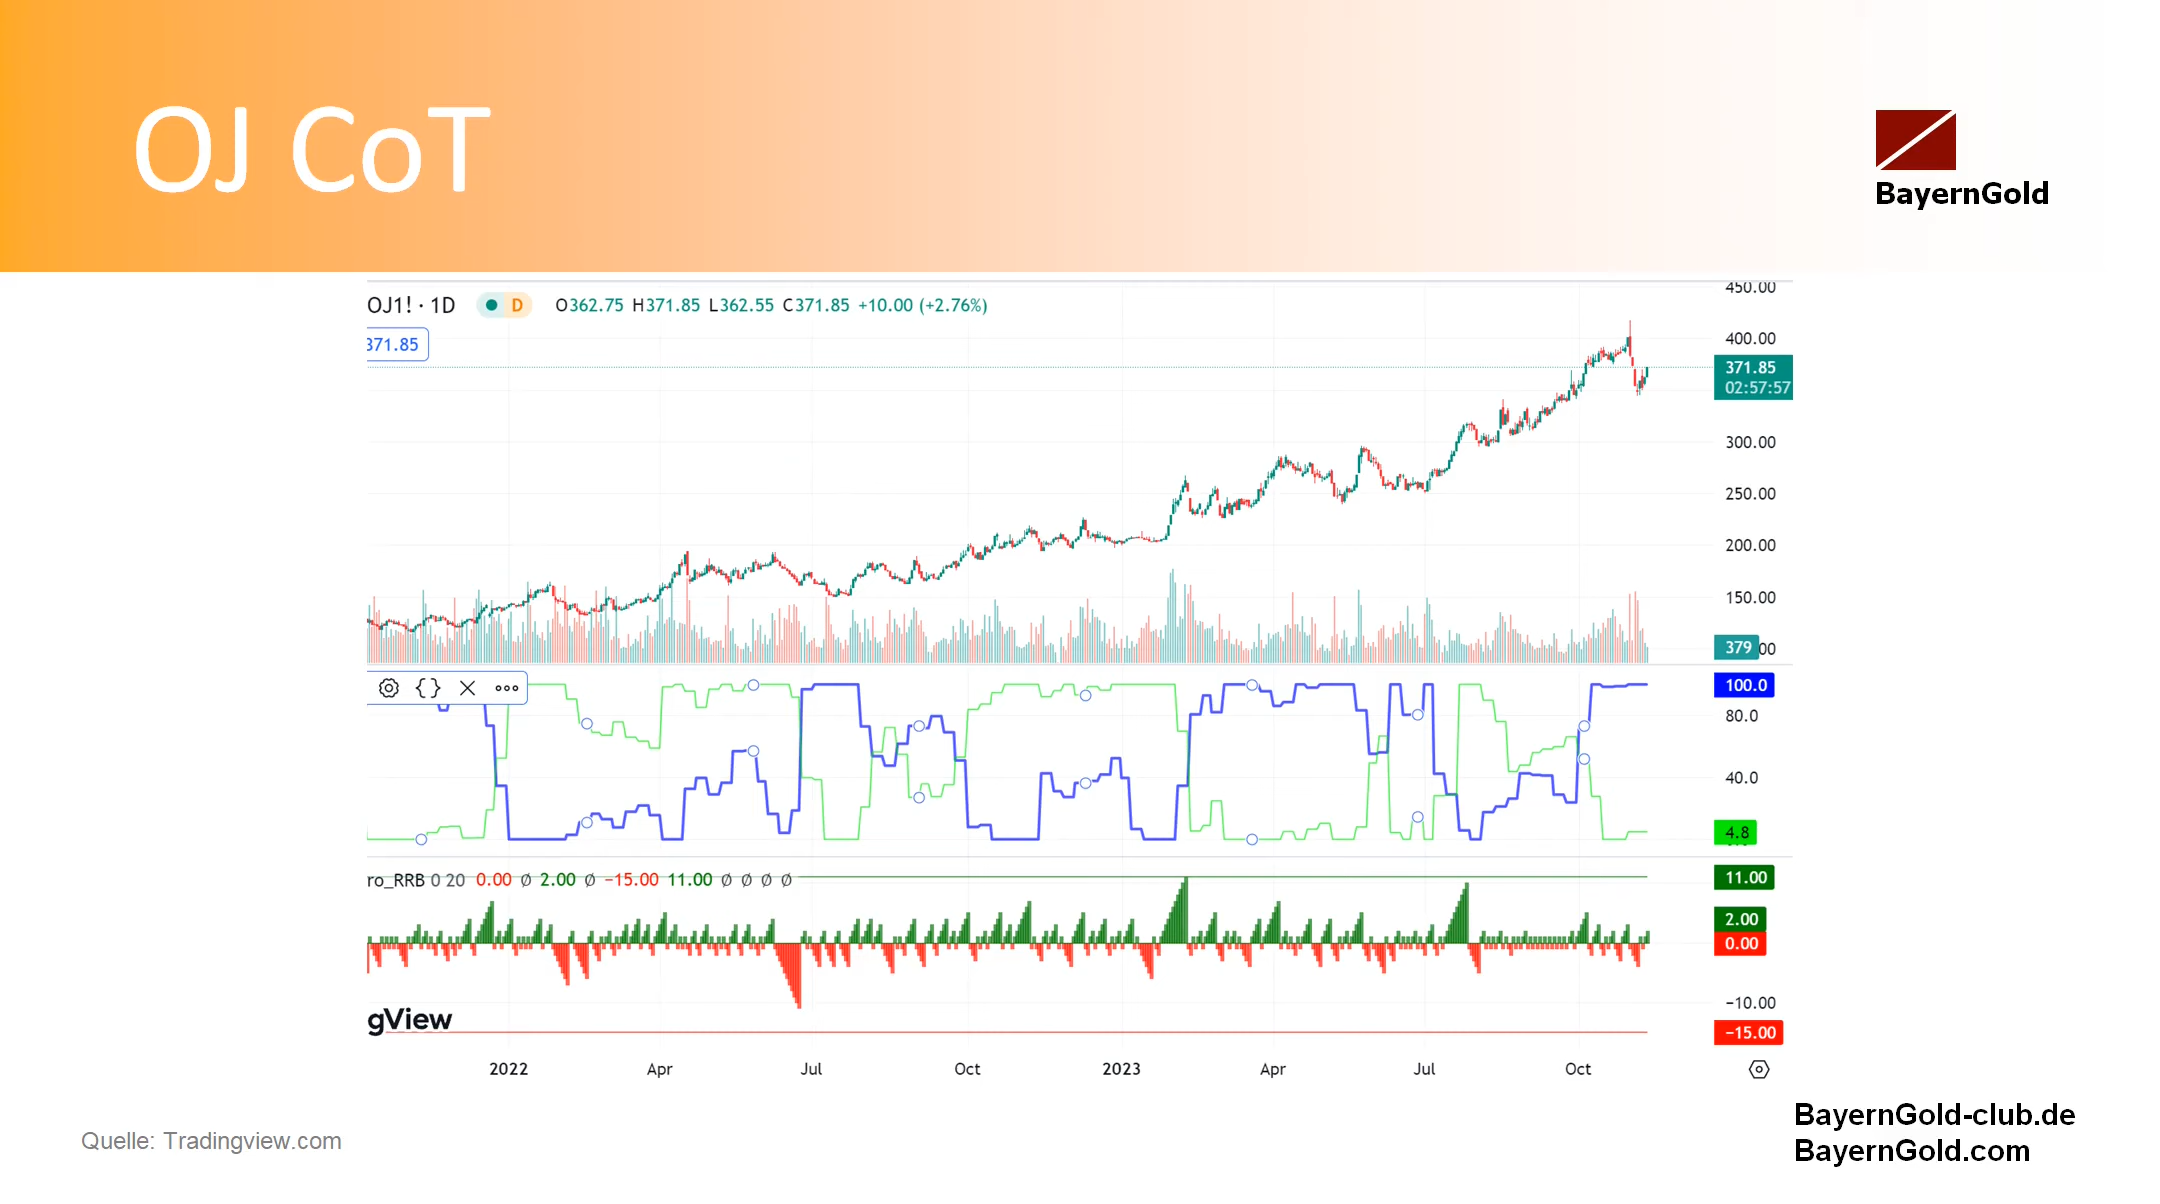 OJ CoT
BayernGold
OJ1! · 1D D O362.75 H371.85 L362.55 C371.85 +10.00 (+2.76%)
371.85
450.00
400.00
371.85
02:57:57
300.00
250.00
200.00
150.00
379
00
100.0
80.0
40.0
4.8
ro_RRB 0 20 0.00 ∅ 2.00 ∅ −15.00 11.00 ∅ ∅ ∅ ∅
11.00
2.00
0.00
−10.00
−15.00
gView
2022 Apr Jul Oct 2023 Apr Jul Oct
Quelle: Tradingview.com
BayernGold-club.de
BayernGold.com